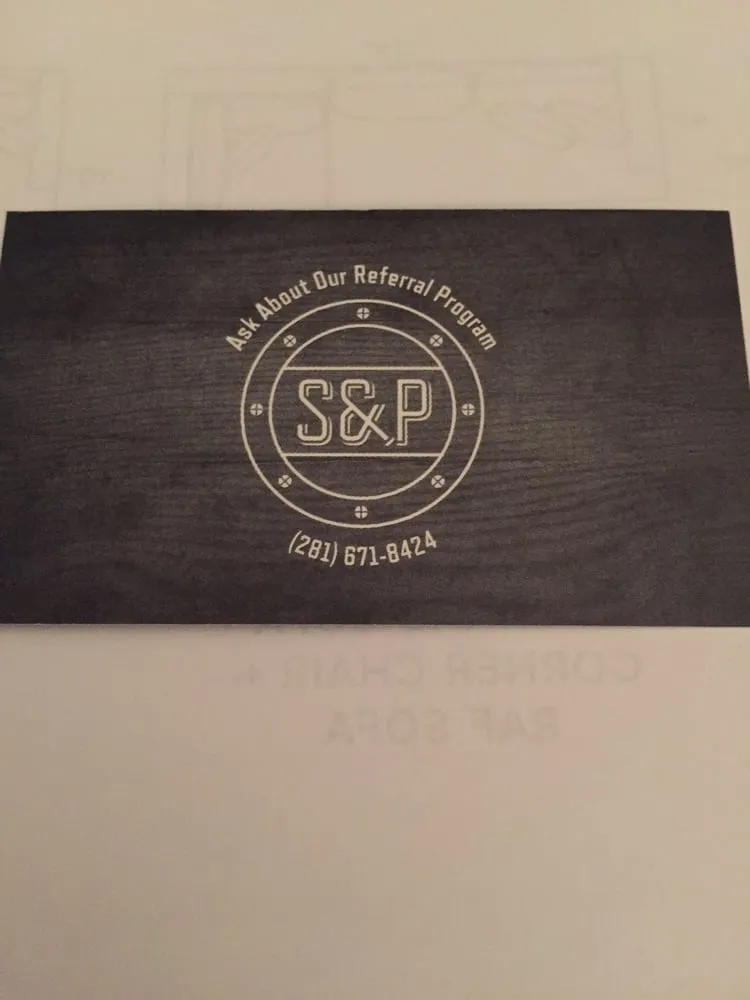 Ask About Our Referral Program
S&P
(281) 671-8424
CORNER CHAIR +
RAF SOFA